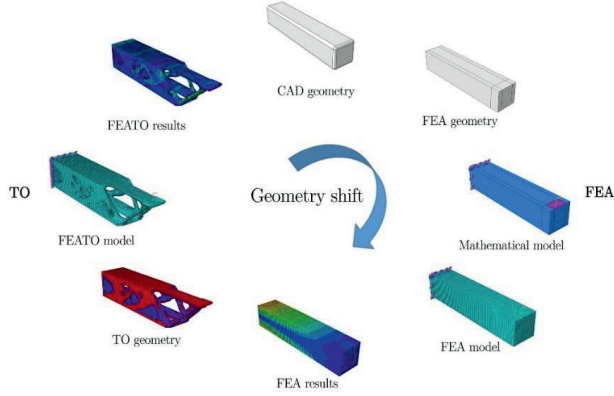 CAD geometry
FEATO results
FEA geometry
TO
Geometry shift
FEA
FEATO model
Mathematical model
TO geometry
FEA model
FEA results